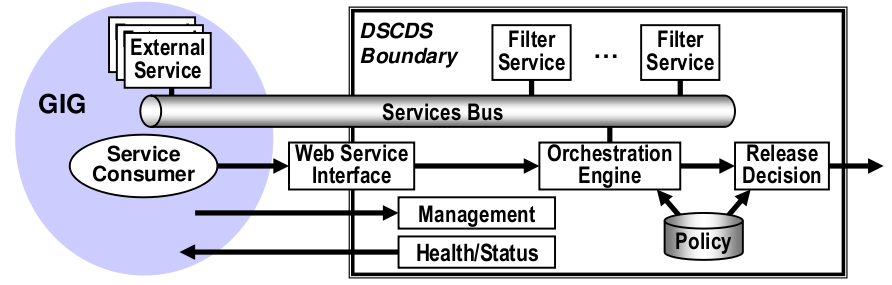 DSCDS
Boundary
External
Service
Filter
Service
...
Filter
Service
GIG
Services Bus
Service
Consumer
Web Service
Interface
Orchestration
Engine
Release
Decision
Management
Policy
Health/Status